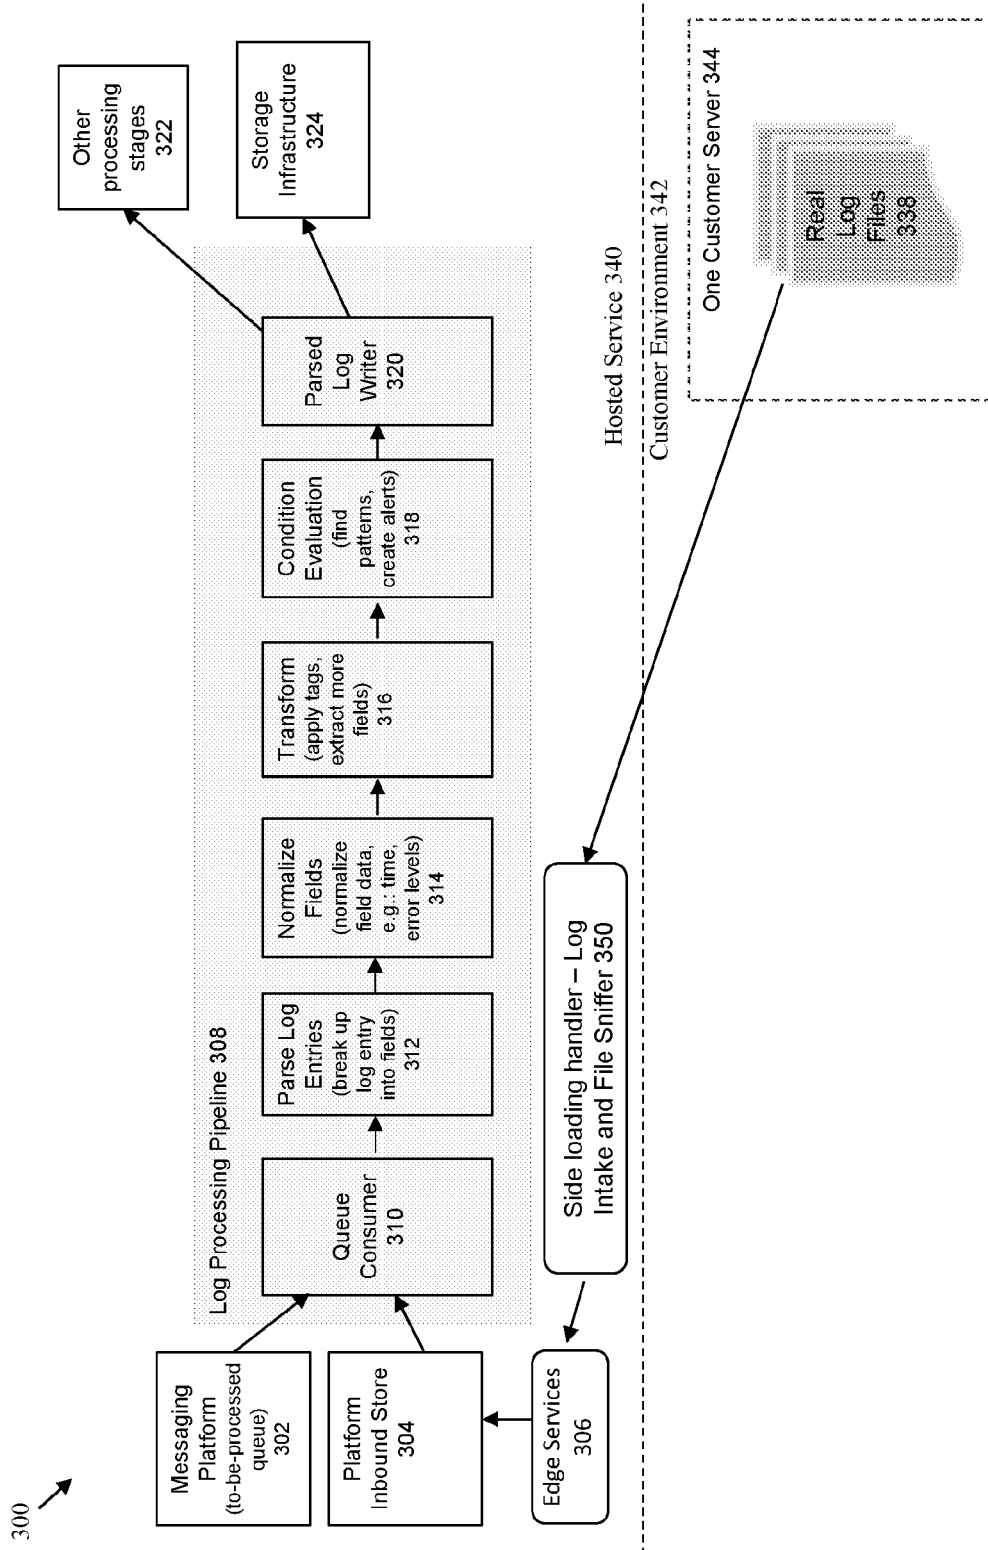 300
Messaging
Platform
(to-be-processed
queue)
302
Platform
Inbound Store
304
Edge Services
306
Log Processing Pipeline 308
Queue
Consumer
310
Parse Log
Entries
(break up
log entry
into fields)
312
Normalize
Fields
(normalize
field data,
e.g.: time,
error levels)
314
Transform
(apply tags,
extract more
fields)
316
Condition
Evaluation
(find
patterns,
create alerts)
318
Parsed
Log
Writer
320
Other
processing
stages
322
Storage
Infrastructure
324
Side loading handler – Log
Intake and File Sniffer 350
Hosted Service 340
Customer Environment 342
One Customer Server 344
Real
Log
Files
338